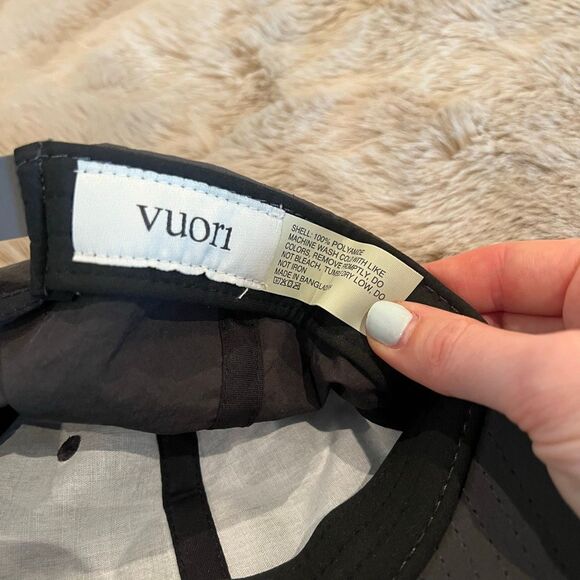 vuori
SHELL: 100% POLYAMIDE
MACHINE WASH COLD WITH LIKE
COLORS, REMOVE PROMPTLY, DO
NOT BLEACH, TUMBLE DRY LOW, DO
NOT IRON
MADE IN BANGLADESH